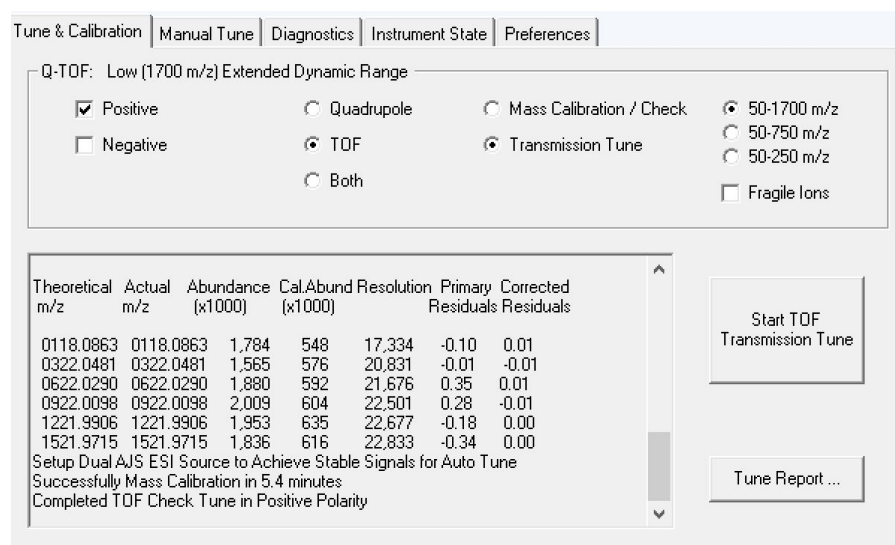 Tune & Calibration Manual Tune Diagnostics Instrument State Preferences
Q-TOF: Low (1700 m/z) Extended Dynamic Range
Positive Quadrupole Mass Calibration / Check 50-1700 m/z
50-750 m/z
Negative TOF Transmission Tune
50-250 m/z
Both
Fragile Ions
Theoretical Actual Abundance Cal.Abund Resolution Primary Corrected
m/z m/z (x1000) (x1000) Residuals Residuals
0118.0863 0118.0863 1,784 548 17,334 -0.10 0.01
0322.0481 0322.0481 1,565 576 20,831 -0.01 -0.01
0622.0290 0622.0290 1,880 592 21,676 0.35 0.01
0922.0098 0922.0098 2,009 604 22,501 0.28 -0.01
1221.9906 1221.9906 1,953 635 22,677 -0.18 0.00
1521.9715 1521.9715 1,836 616 22,833 -0.34 0.00
Setup Dual AJS ESI Source to Achieve Stable Signals for Auto Tune
Successfully Mass Calibration in 5.4 minutes
Completed TOF Check Tune in Positive Polarity
Start TOF
Transmission Tune
Tune Report ...